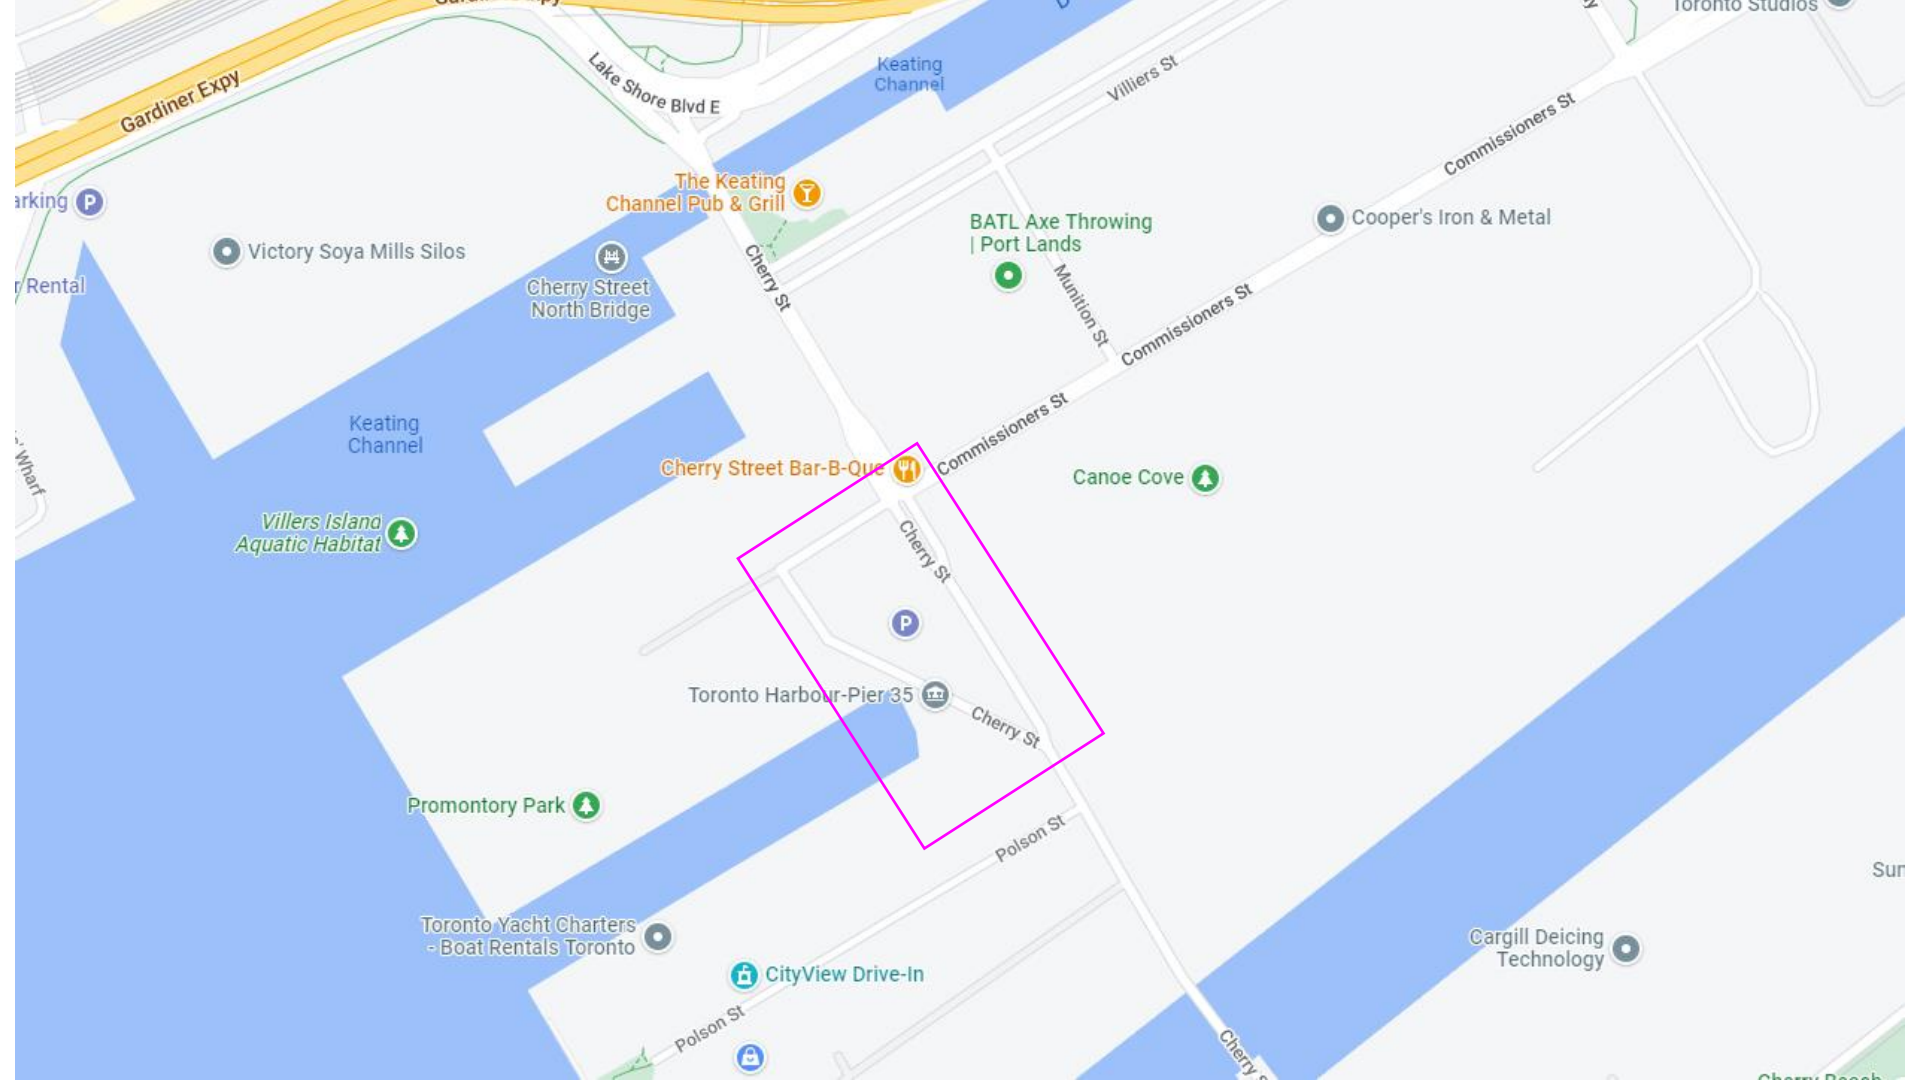 Toronto Studios
Gardiner Expy
Lake Shore Blvd E
Keating
Channel
Villiers St
Commissioners St
The Keating
Channel Pub & Grill
arking P
Victory Soya Mills Silos
Cherry Street
North Bridge
r Rental
Cherry St
BATL Axe Throwing
| Port Lands
Munition St
Cooper's Iron & Metal
Commissioners St
Keating
Channel
Commissioners St
Cherry Street Bar-B-Que
Canoe Cove
Wharf
Villers Island
Aquatic Habitat
Cherry St
P
Toronto Harbour-Pier 35
Cherry St
Promontory Park
Polson St
Toronto Yacht Charters
- Boat Rentals Toronto
CityView Drive-In
Polson St
Sun
Cargill Deicing
Technology
Cherry S
Cherry Beach